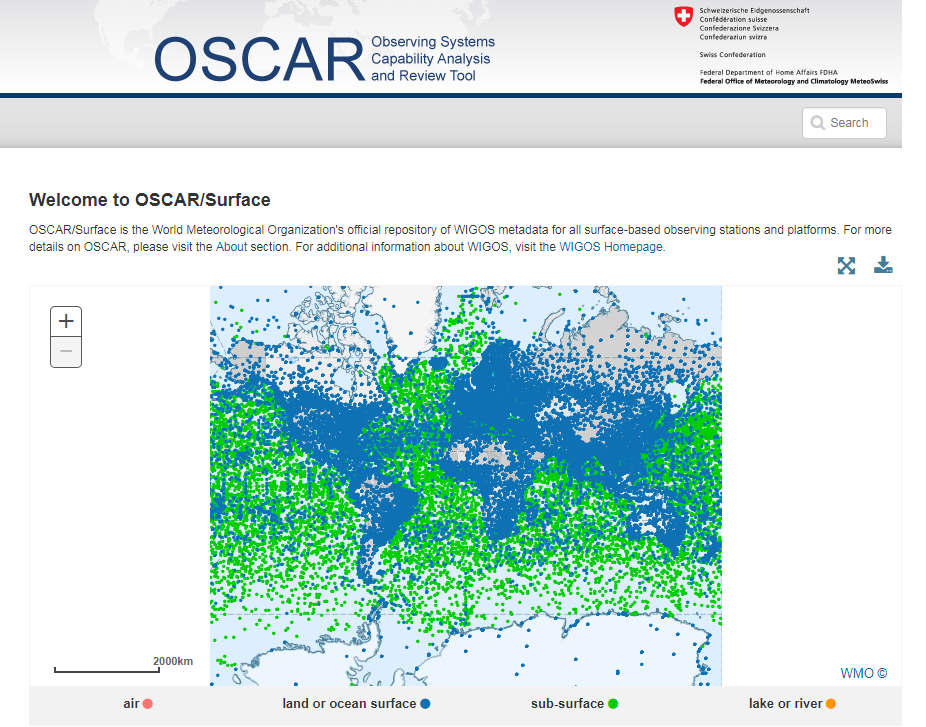 OSCAR
Observing Systems
Capability Analysis
and Review Tool
Schweizerische Eidgenossenschaft
Confédération suisse
Confederazione Svizzera
Confederaziun svizra
Swiss Confederation
Federal Department of Home Affairs FDHA
Federal Office of Meteorology and Climatology MeteoSwiss
Search
Welcome to OSCAR/Surface
OSCAR/Surface is the World Meteorological Organization's official repository of WIGOS metadata for all surface-based observing stations and platforms. For more
details on OSCAR, please visit the About section. For additional information about WIGOS, visit the WIGOS Homepage.
+
−
2000km
WMO ©
air
land or ocean surface
sub-surface
lake or river